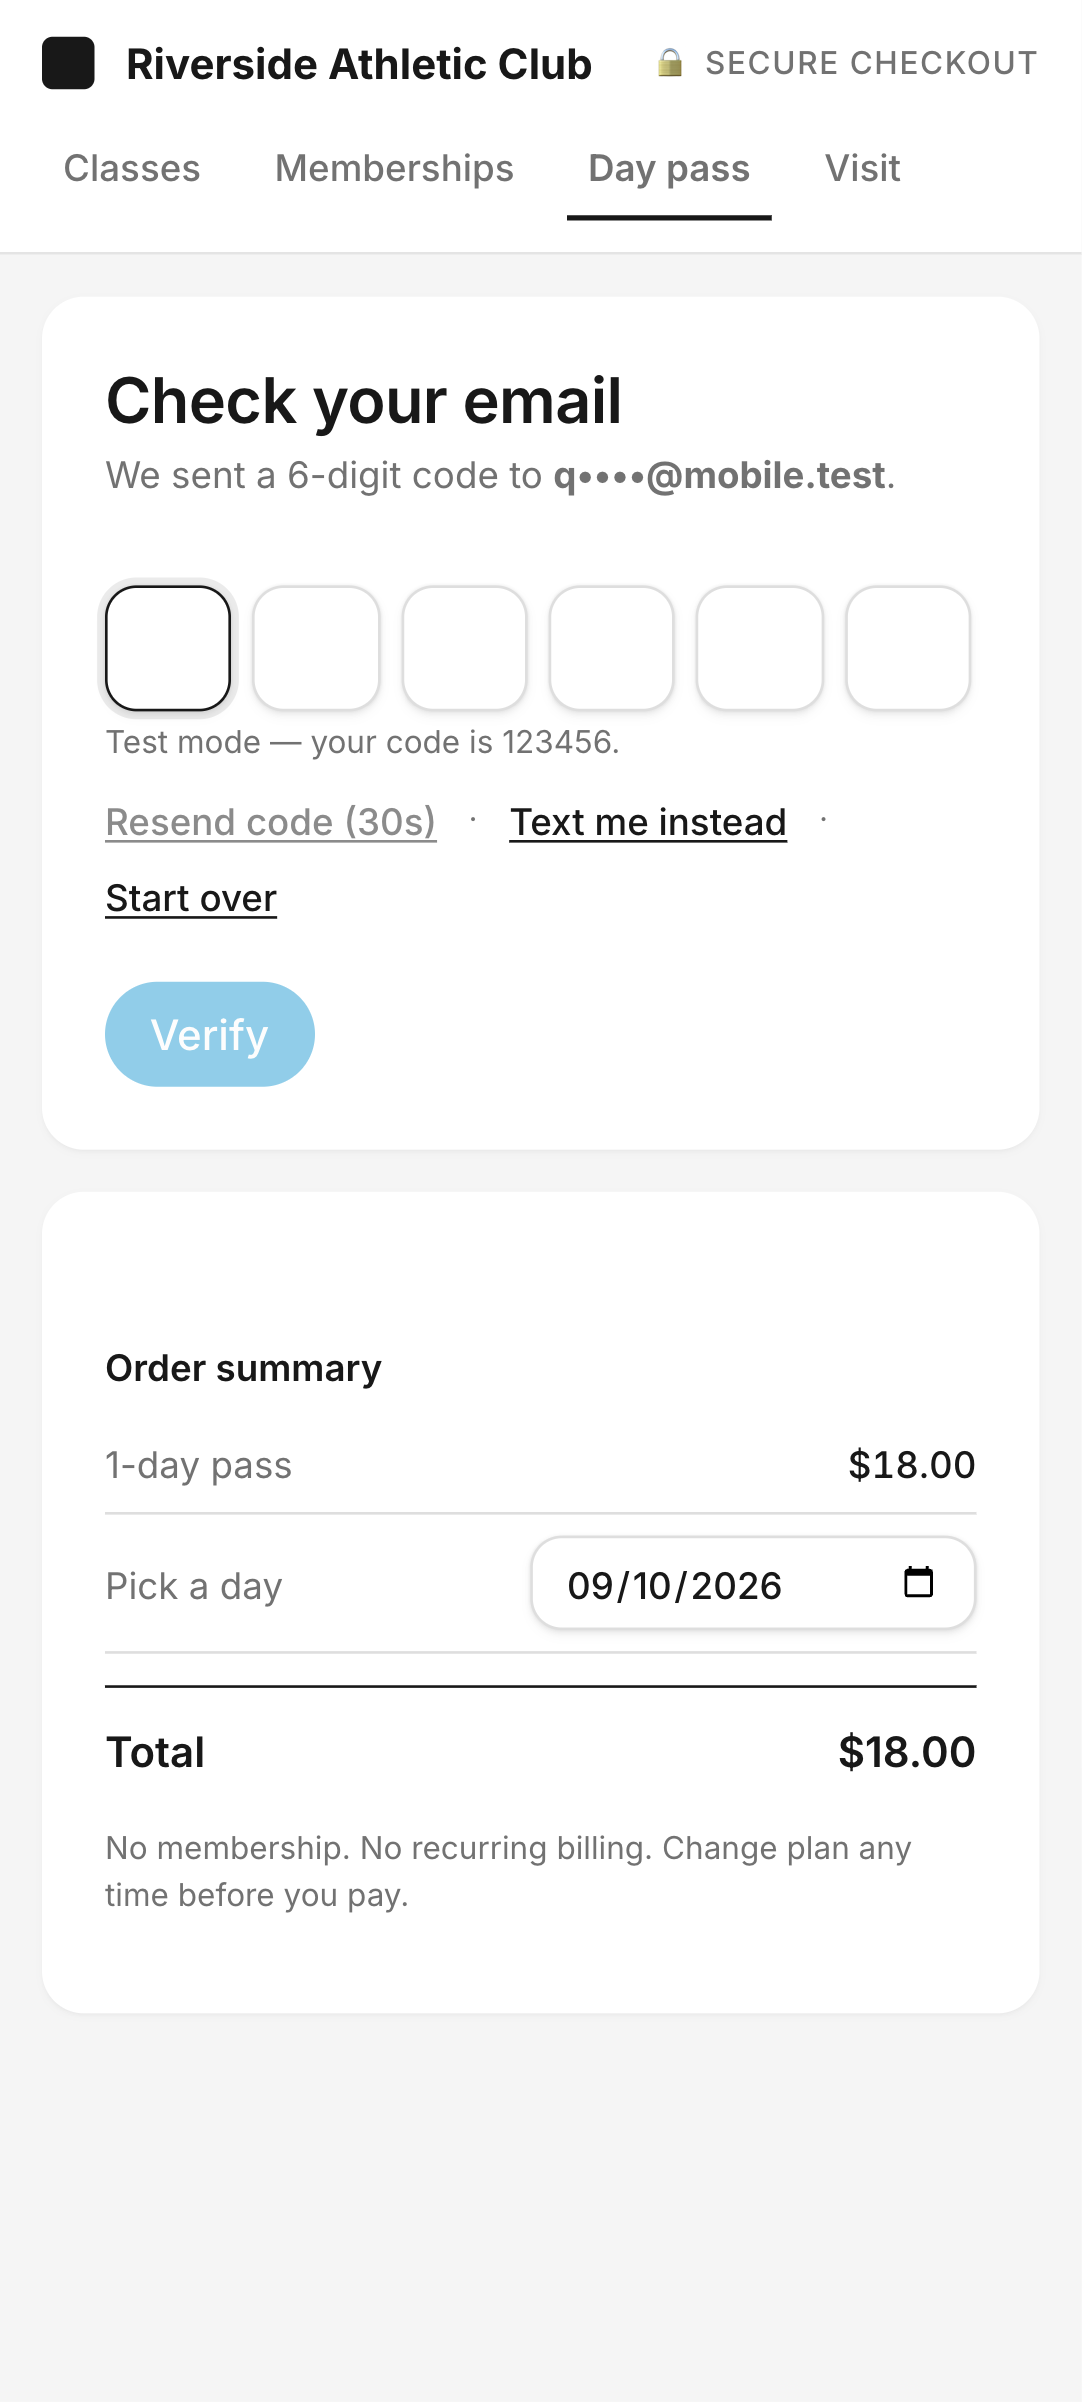 Riverside Athletic Club
🔒 SECURE CHECKOUT
Classes Memberships Day pass Visit
Check your email
We sent a 6-digit code to q••••@mobile.test.
Test mode — your code is 123456.
Resend code (30s) · Text me instead ·
Start over
Verify
Order summary
1-day pass $18.00
Pick a day 09/10/2026
Total $18.00
No membership. No recurring billing. Change plan any
time before you pay.